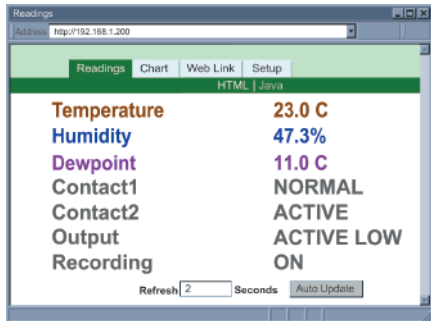 Readings
Address http://192.168.1.200
Readings Chart Web Link Setup
HTML | Java
Temperature 23.0 C
Humidity 47.3%
Dewpoint 11.0 C
Contact1 NORMAL
Contact2 ACTIVE
Output ACTIVE LOW
Recording ON
Refresh 2 Seconds Auto Update